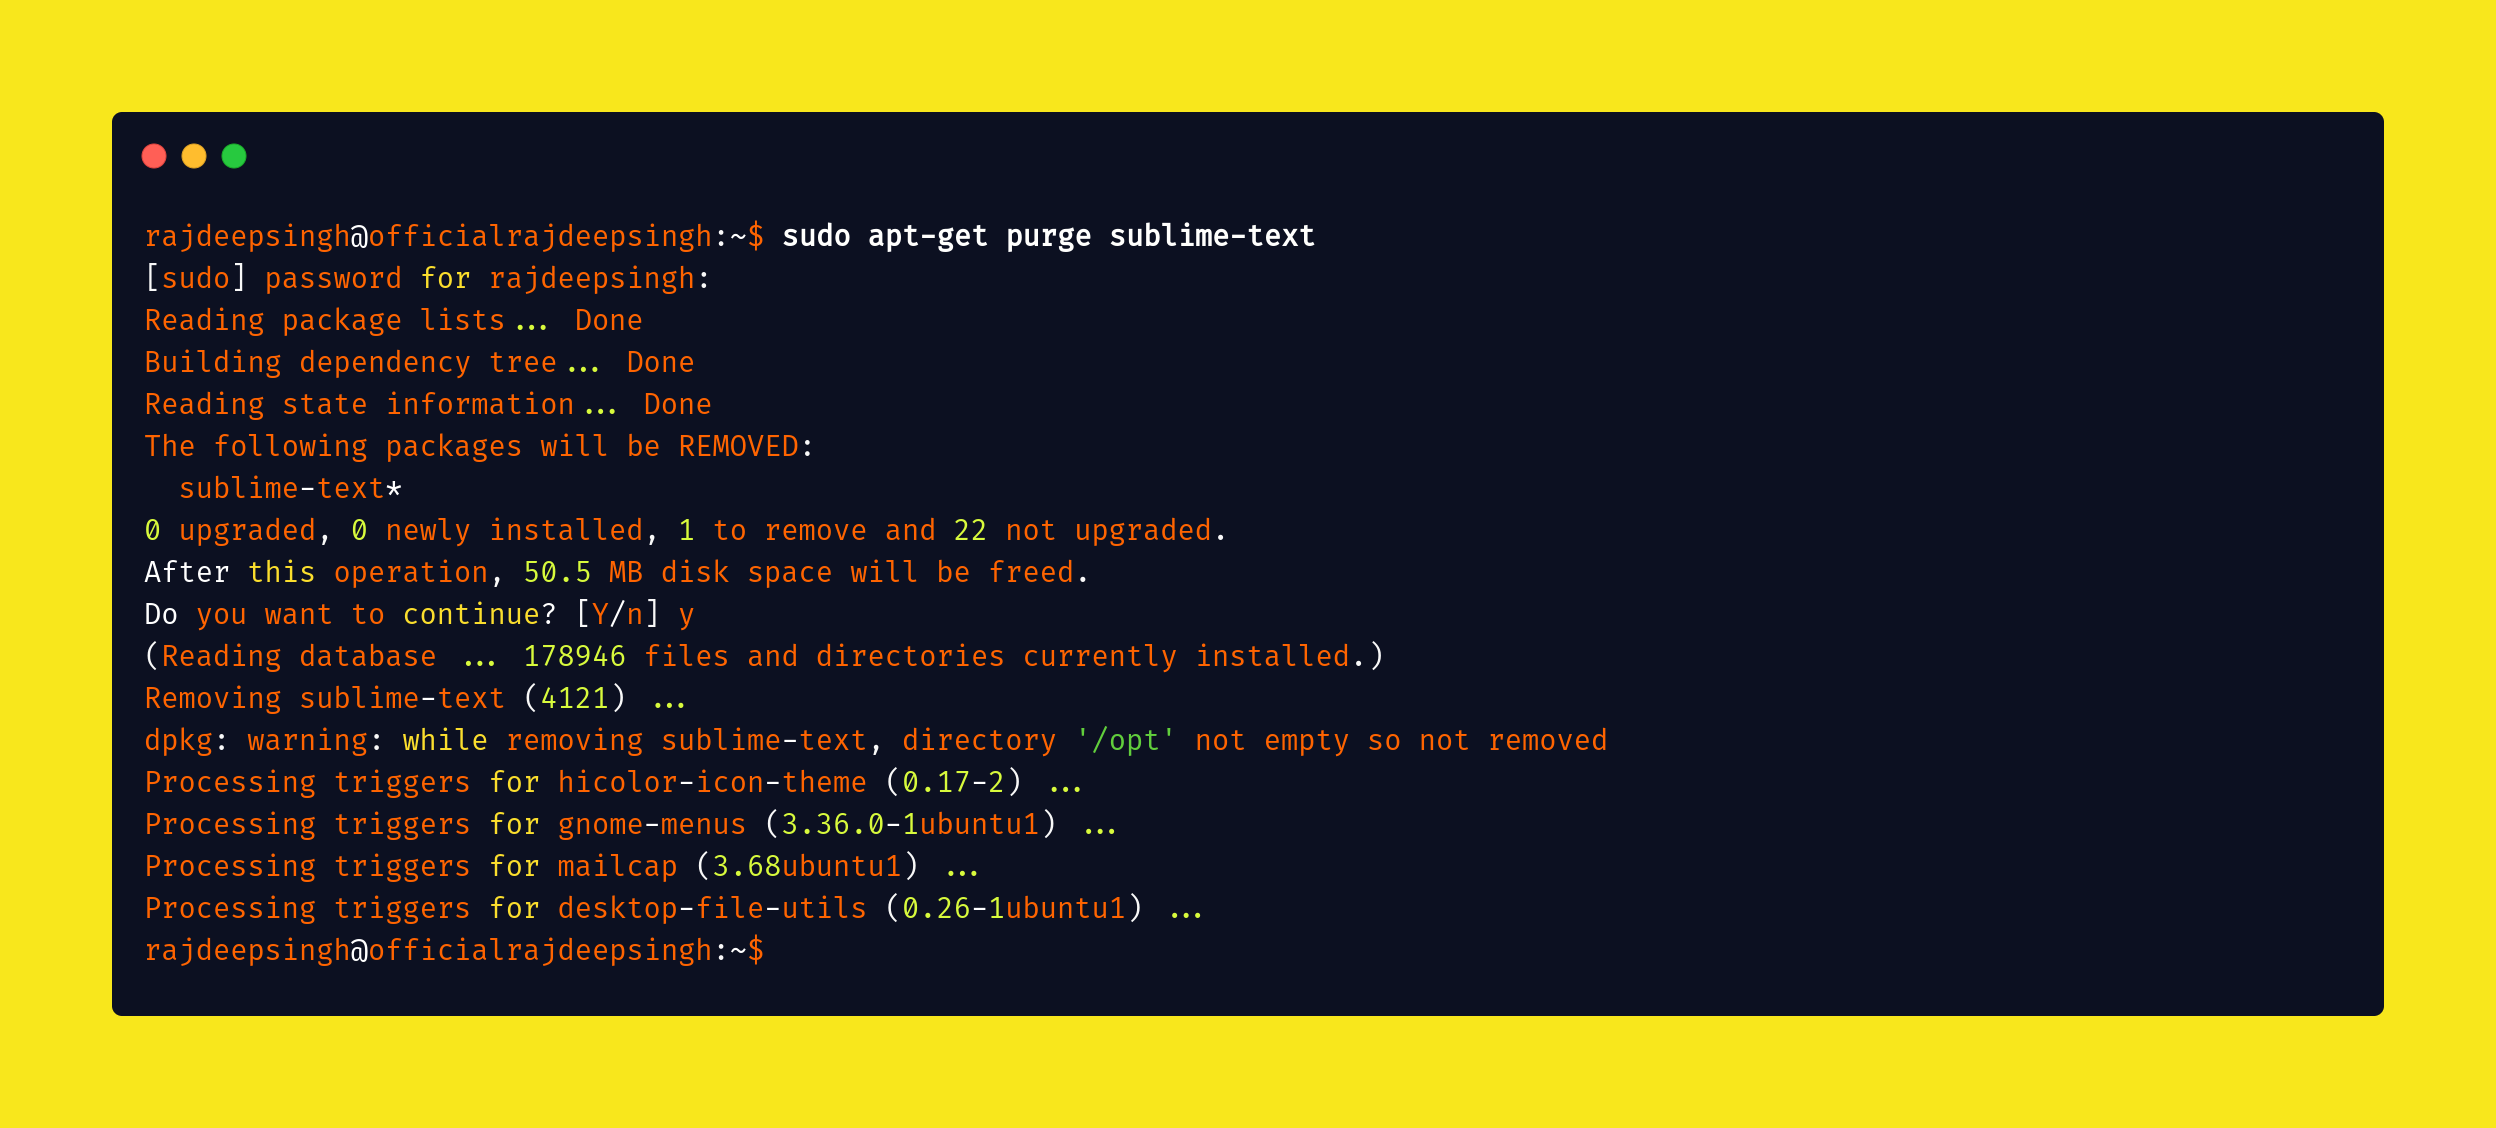 rajdeepsingh@officialrajdeepsingh:~$ sudo apt-get purge sublime-text
[sudo] password for rajdeepsingh:
Reading package lists... Done
Building dependency tree... Done
Reading state information... Done
The following packages will be REMOVED:
  sublime-text*
0 upgraded, 0 newly installed, 1 to remove and 22 not upgraded.
After this operation, 50.5 MB disk space will be freed.
Do you want to continue? [Y/n] y
(Reading database ... 178946 files and directories currently installed.)
Removing sublime-text (4121) ...
dpkg: warning: while removing sublime-text, directory '/opt' not empty so not removed
Processing triggers for hicolor-icon-theme (0.17-2) ...
Processing triggers for gnome-menus (3.36.0-1ubuntu1) ...
Processing triggers for mailcap (3.68ubuntu1) ...
Processing triggers for desktop-file-utils (0.26-1ubuntu1) ...
rajdeepsingh@officialrajdeepsingh:~$